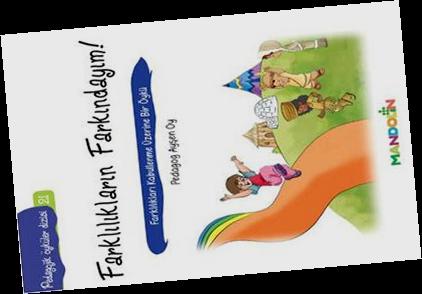 Pedagojik öyküler dizisi 21
Farklılıkların Farkındayım!
Farklılıkları Kabullenme Üzerine Bir Öykü
Pedagog Ayşen Oy
MANDOLİN